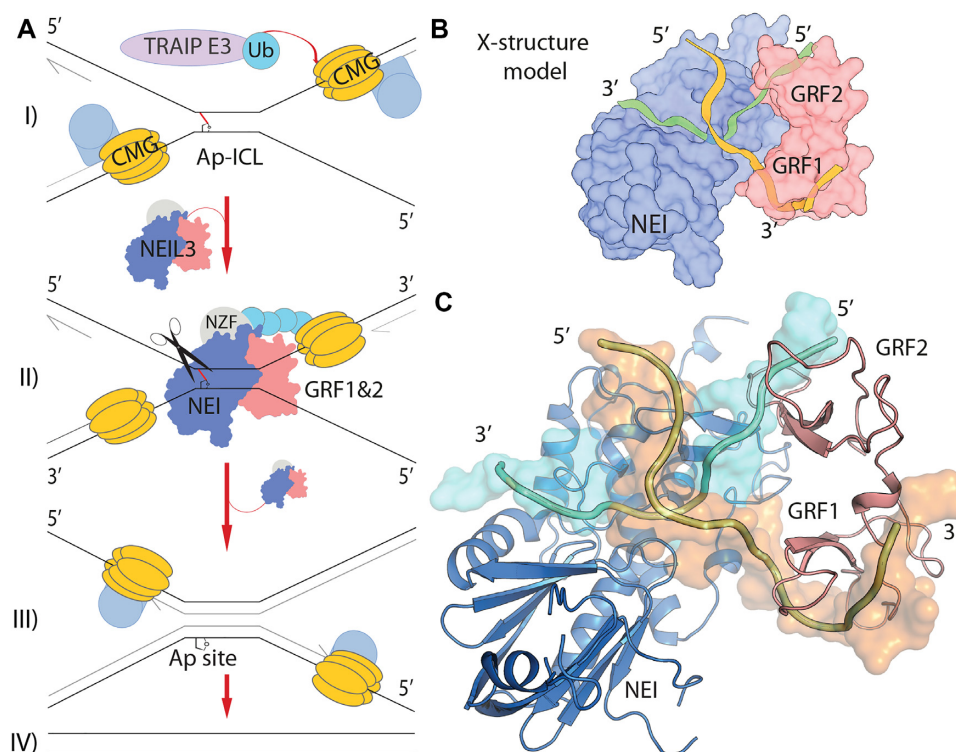 A
5′
TRAIP E3
Ub
CMG
I)
CMG
Ap-ICL
5′
NEIL3
5′
3′
NZF
II)
NEI
GRF1&2
3′
5′
III)
Ap site
5′
IV)
B
X-structure
model
5′
5′
3′
GRF2
GRF1
NEI
3′
C
5′
5′
GRF2
3′
GRF1
3
NEI